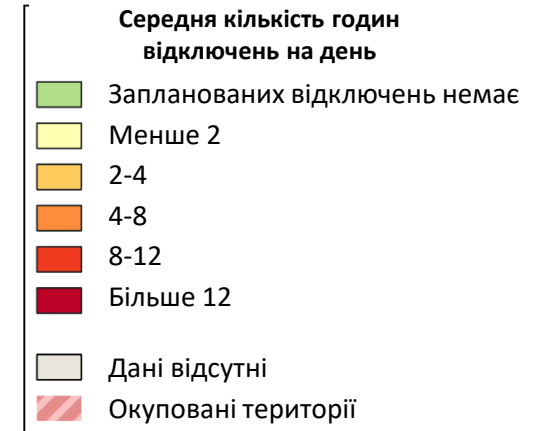 Середня кількість годин
відключень на день
Запланованих відключень немає
Менше 2
2-4
4-8
8-12
Більше 12
Дані відсутні
Окуповані території